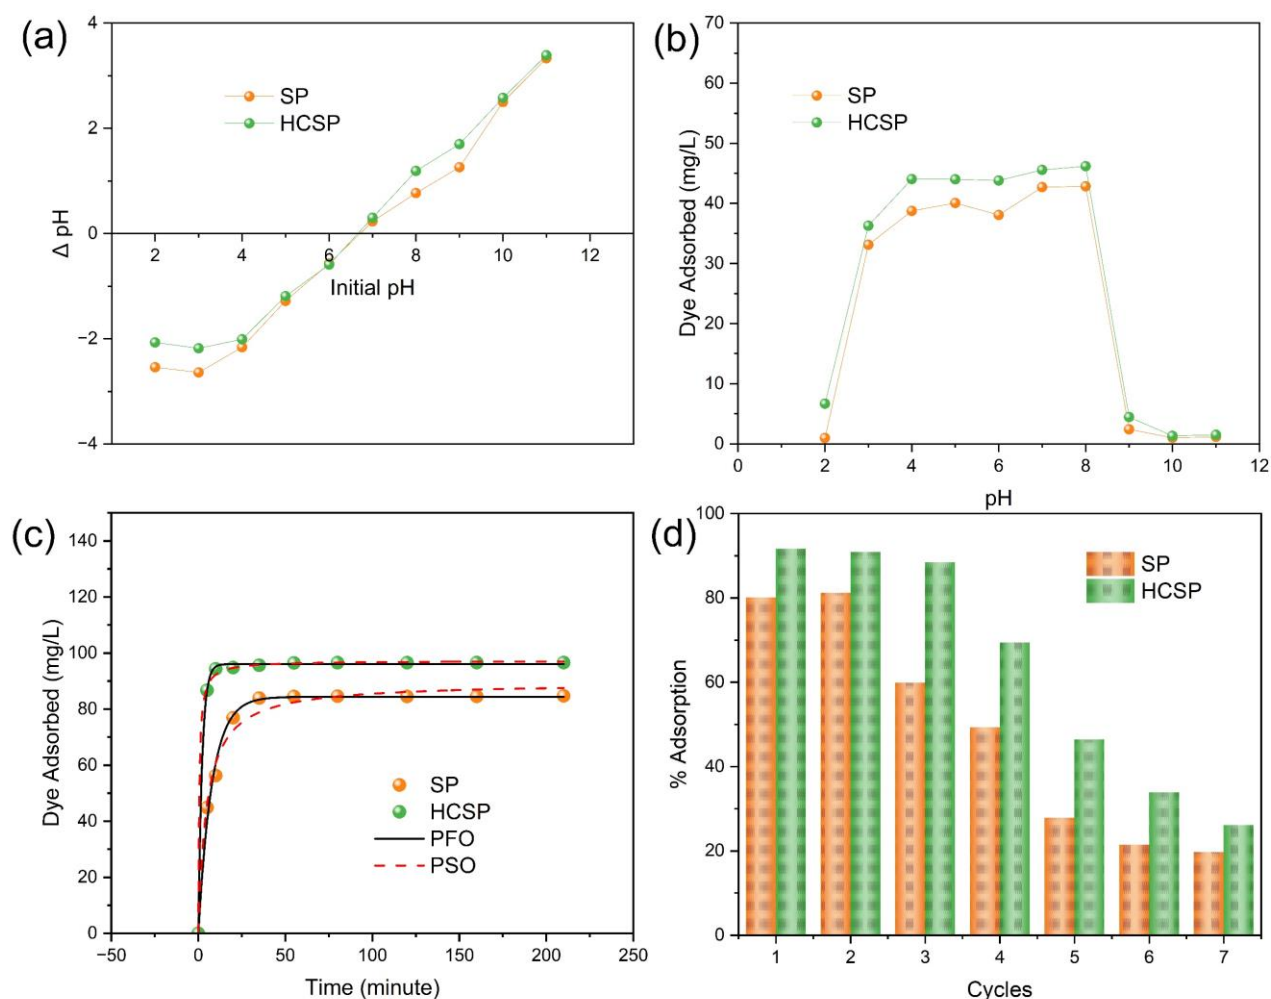 (a)
4
2
0
−2
−4
Δ pH
SP
HCSP
2 4 6 8 10 12
Initial pH
(b)
70
60
50
40
30
20
10
0
Dye Adsorbed (mg/L)
SP
HCSP
0 2 4 6 8 10 12
pH
(c)
140
120
100
80
60
40
20
0
Dye Adsorbed (mg/L)
SP
HCSP
PFO
PSO
−50 0 50 100 150 200 250
Time (minute)
(d)
100
80
60
40
20
0
% Adsorption
SP
HCSP
1 2 3 4 5 6 7
Cycles